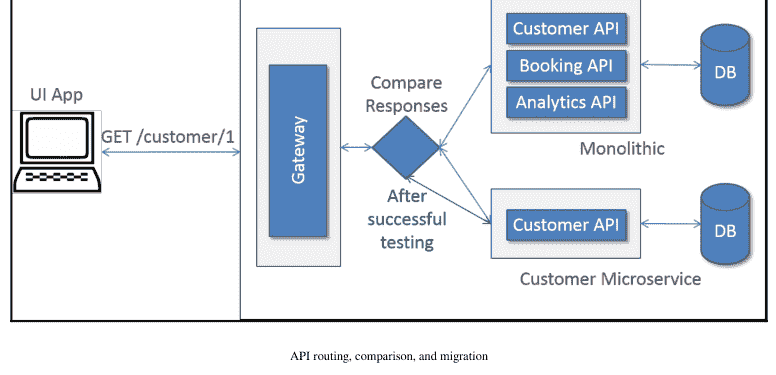 UI App
GET /customer/1
Gateway
Compare
Responses
After
successful
testing
Customer API
Booking API
Analytics API
Monolithic
DB
Customer API
Customer Microservice
DB
API routing, comparison, and migration